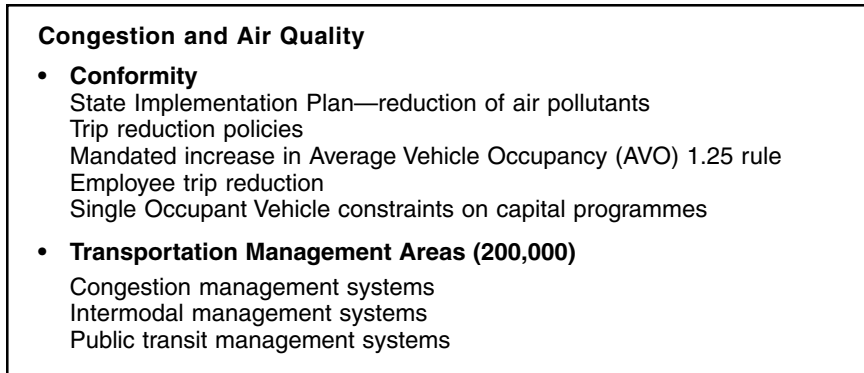 Congestion and Air Quality
• Conformity
State Implementation Plan—reduction of air pollutants
Trip reduction policies
Mandated increase in Average Vehicle Occupancy (AVO) 1.25 rule
Employee trip reduction
Single Occupant Vehicle constraints on capital programmes
• Transportation Management Areas (200,000)
Congestion management systems
Intermodal management systems
Public transit management systems